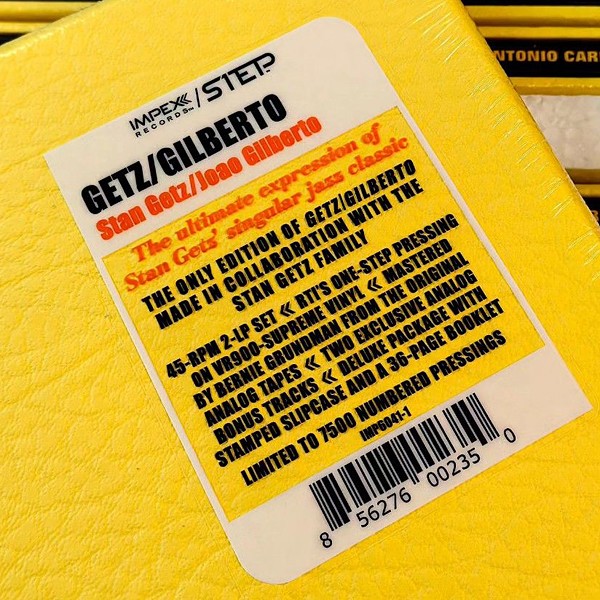 IMPEX / 1STEP
RECORDS™
GETZ/GILBERTO
Stan Getz/Joao Gilberto
The ultimate expression of
Stan Getz' singular jazz classic
THE ONLY EDITION OF GETZ/GILBERTO
MADE IN COLLABORATION WITH THE
STAN GETZ FAMILY
45-RPM 2-LP SET « RTI'S ONE-STEP PRESSING
ON VR900-SUPREME VINYL « MASTERED
BY BERNIE GRUNDMAN FROM THE ORIGINAL
ANALOG TAPES « TWO EXCLUSIVE ANALOG
BONUS TRACKS « DELUXE PACKAGE WITH
STAMPED SLIPCASE AND A 36-PAGE BOOKLET
LIMITED TO 7500 NUMBERED PRESSINGS
IMP6041-1
8 56276 00235 0
NTONIO CAR